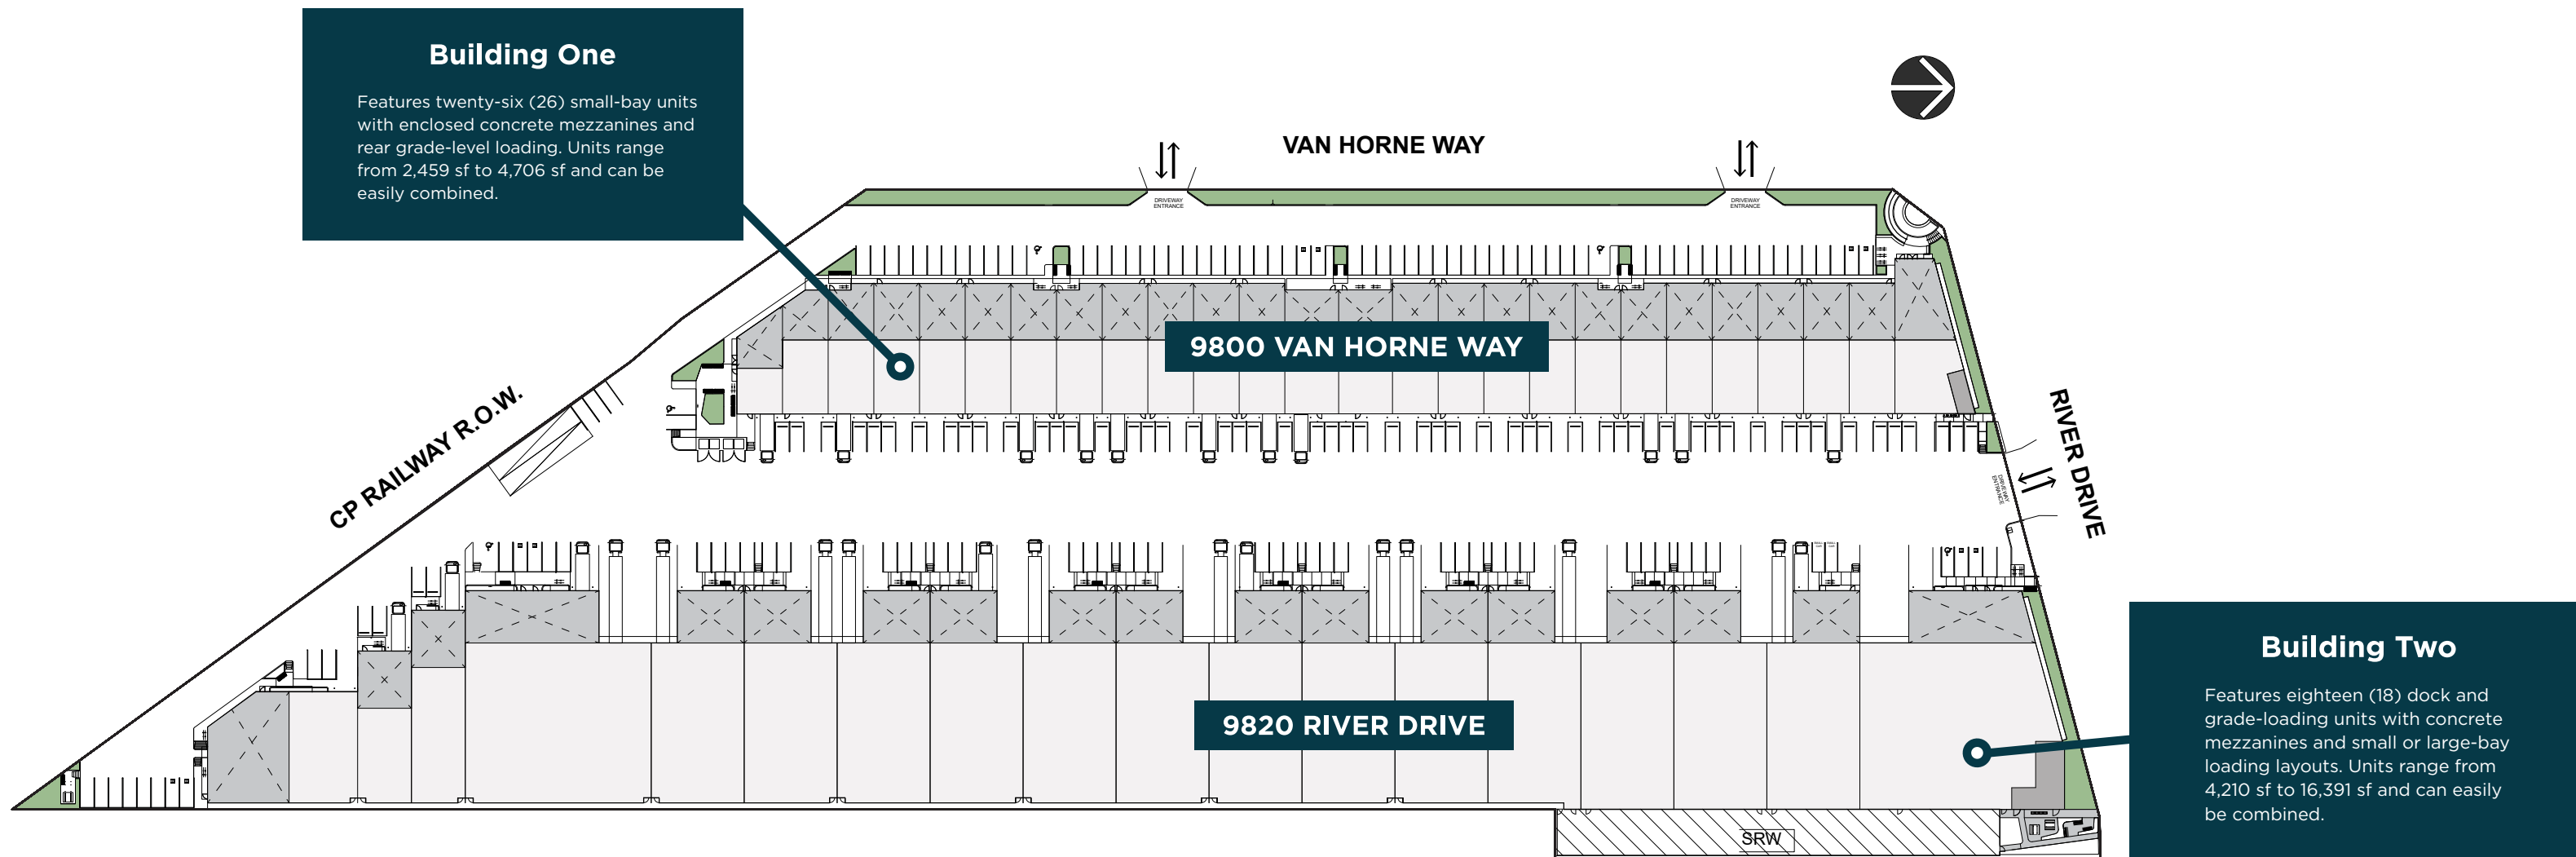 Building One
Features twenty-six (26) small-bay units
with enclosed concrete mezzanines and
rear grade-level loading. Units range
from 2,459 sf to 4,706 sf and can be
easily combined.
VAN HORNE WAY
DRIVEWAY
ENTRANCE
DRIVEWAY
ENTRANCE
9800 VAN HORNE WAY
CP RAILWAY R.O.W.
RIVER DRIVE
DRIVEWAY
ENTRANCE
9820 RIVER DRIVE
Building Two
Features eighteen (18) dock and
grade-loading units with concrete
mezzanines and small or large-bay
loading layouts. Units range from
4,210 sf to 16,391 sf and can easily
be combined.
SRW